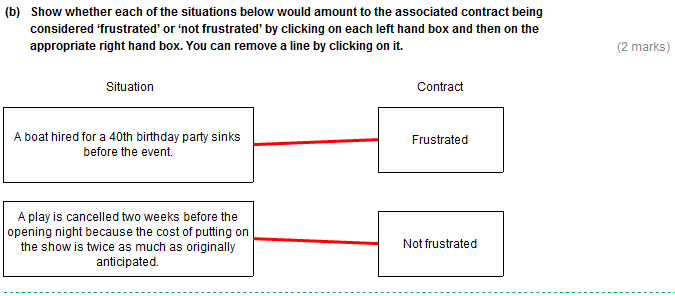 (b) Show whether each of the situations below would amount to the associated contract being
considered ‘frustrated’ or ‘not frustrated’ by clicking on each left hand box and then on the
appropriate right hand box. You can remove a line by clicking on it.
(2 marks)
Situation
Contract
A boat hired for a 40th birthday party sinks
before the event.
Frustrated
A play is cancelled two weeks before the
opening night because the cost of putting on
the show is twice as much as originally
anticipated.
Not frustrated